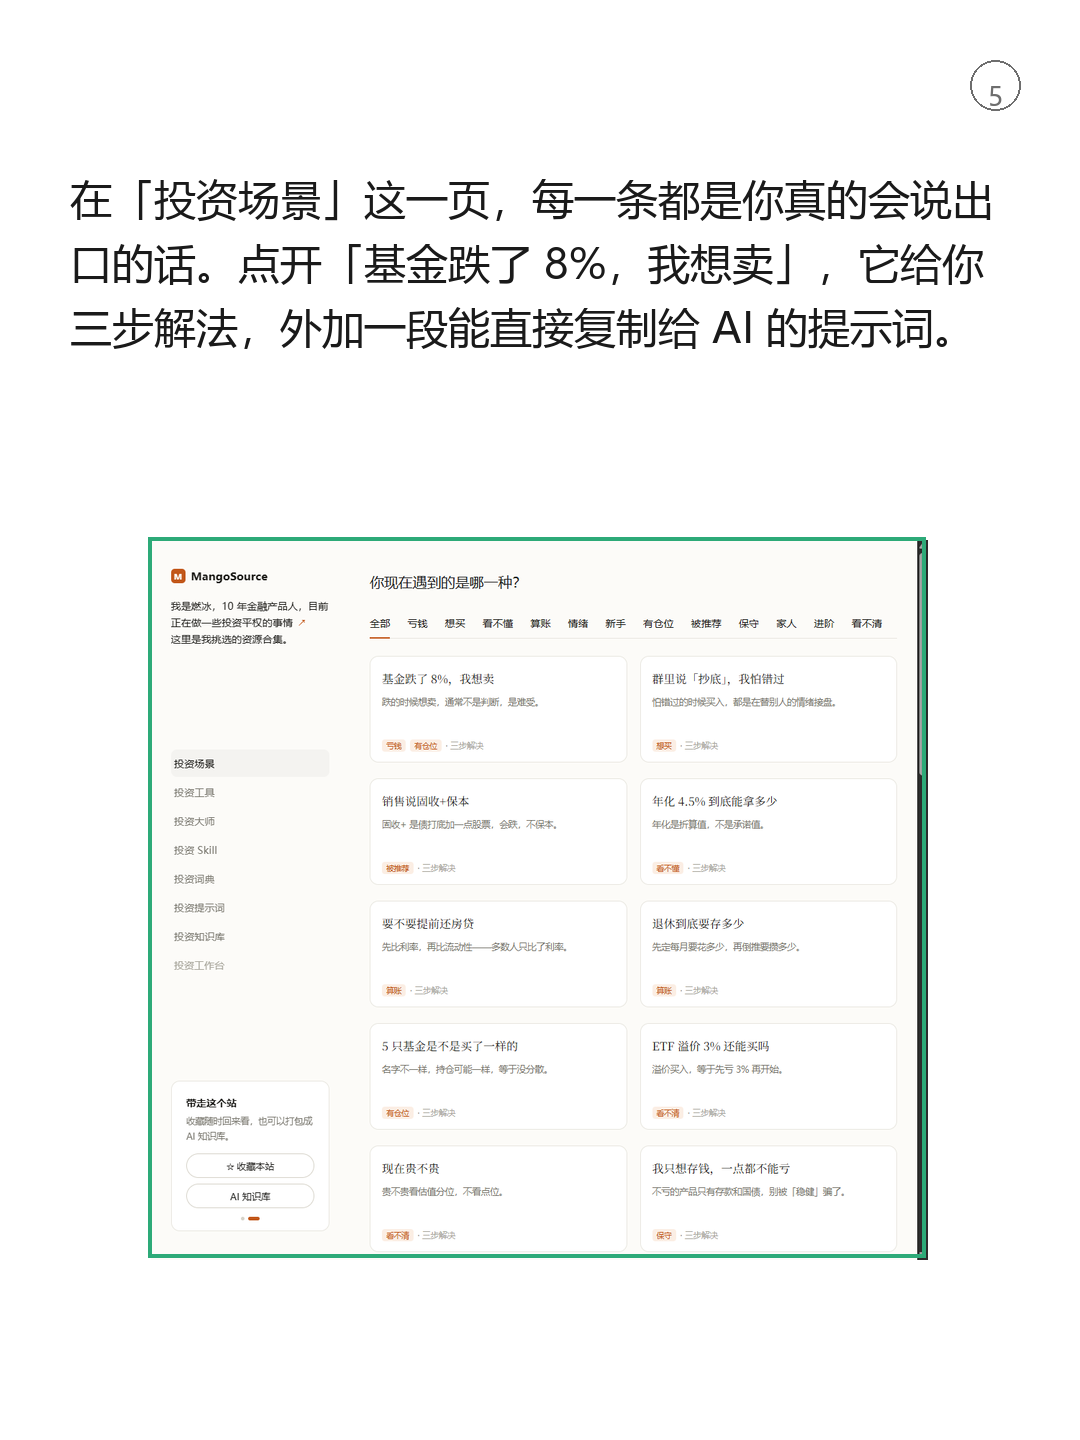 5
在「投资场景」这一页，每一条都是你真的会说出
口的话。点开「基金跌了 8%，我想卖」，它给你
三步解法，外加一段能直接复制给 AI 的提示词。
M MangoSource
我是燃冰，10 年金融产品人，目前
正在做一些投资平权的事情 ↗
这里是我挑选的资源合集。
投资场景
投资工具
投资大师
投资 Skill
投资词典
投资提示词
投资知识库
投资工作台
带走这个站
收藏随时回来看，也可以打包成
AI 知识库。
☆ 收藏本站
AI 知识库
你现在遇到的是哪一种？
全部 亏钱 想买 看不懂 算账 情绪 新手 有仓位 被推荐 保守 家人 进阶 看不清
基金跌了 8%，我想卖
跌的时候想卖，通常不是判断，是难受。
亏钱 有仓位 · 三步解决
群里说「抄底」，我怕错过
怕错过的时候买入，都是在替别人的情绪接盘。
想买 · 三步解决
销售说固收+保本
固收+ 是债打底加一点股票，会跌，不保本。
被推荐 · 三步解决
年化 4.5% 到底能拿多少
年化是折算值，不是承诺值。
看不懂 · 三步解决
要不要提前还房贷
先比利率，再比流动性——多数人只比了利率。
算账 · 三步解决
退休到底要存多少
先定每月要花多少，再倒推要攒多少。
算账 · 三步解决
5 只基金是不是买了一样的
名字不一样，持仓可能一样，等于没分散。
有仓位 · 三步解决
ETF 溢价 3% 还能买吗
溢价买入，等于先亏 3% 再开始。
看不清 · 三步解决
现在贵不贵
贵不贵看估值分位，不看点位。
看不清 · 三步解决
我只想存钱，一点都不能亏
不亏的产品只有存款和国债，别被「稳健」骗了。
保守 · 三步解决